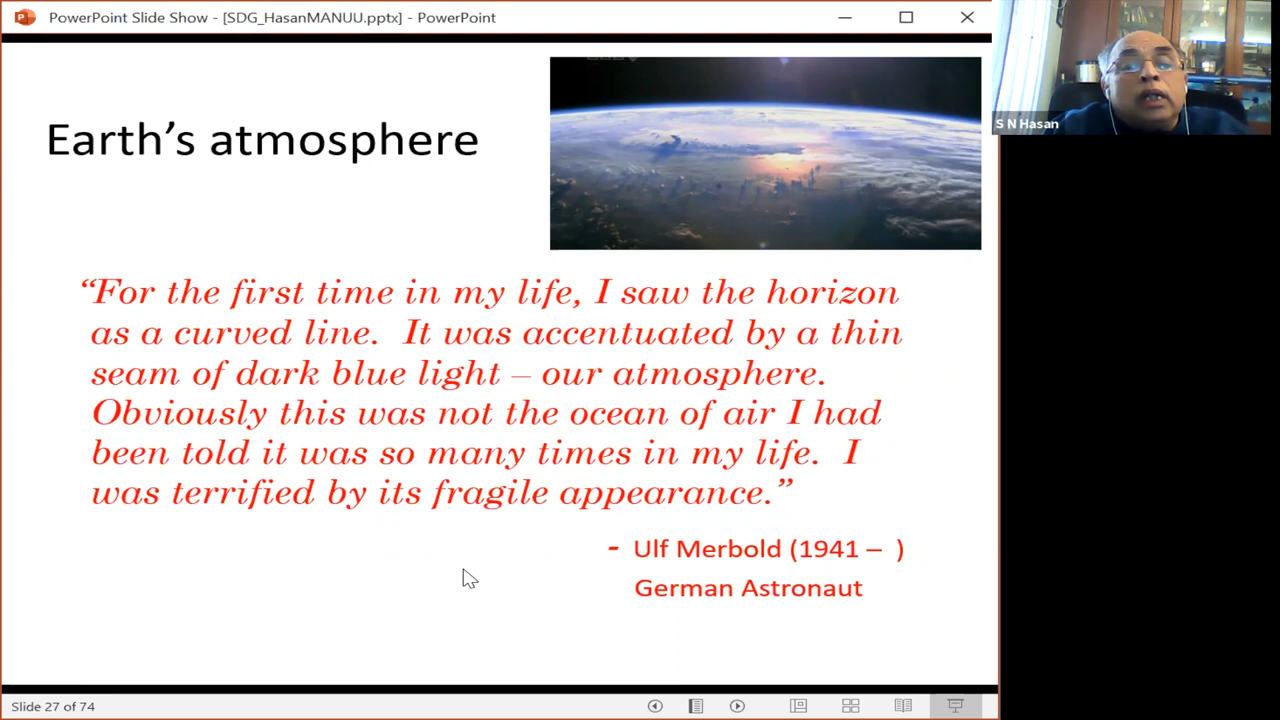 PowerPoint Slide Show - [SDG_HasanMANUU.pptx] - PowerPoint
S N Hasan
Earth’s atmosphere
“For the first time in my life, I saw the horizon
as a curved line.  It was accentuated by a thin
seam of dark blue light – our atmosphere.
Obviously this was not the ocean of air I had
been told it was so many times in my life.  I
was terrified by its fragile appearance.”
- Ulf Merbold (1941 –  )
German Astronaut
Slide 27 of 74